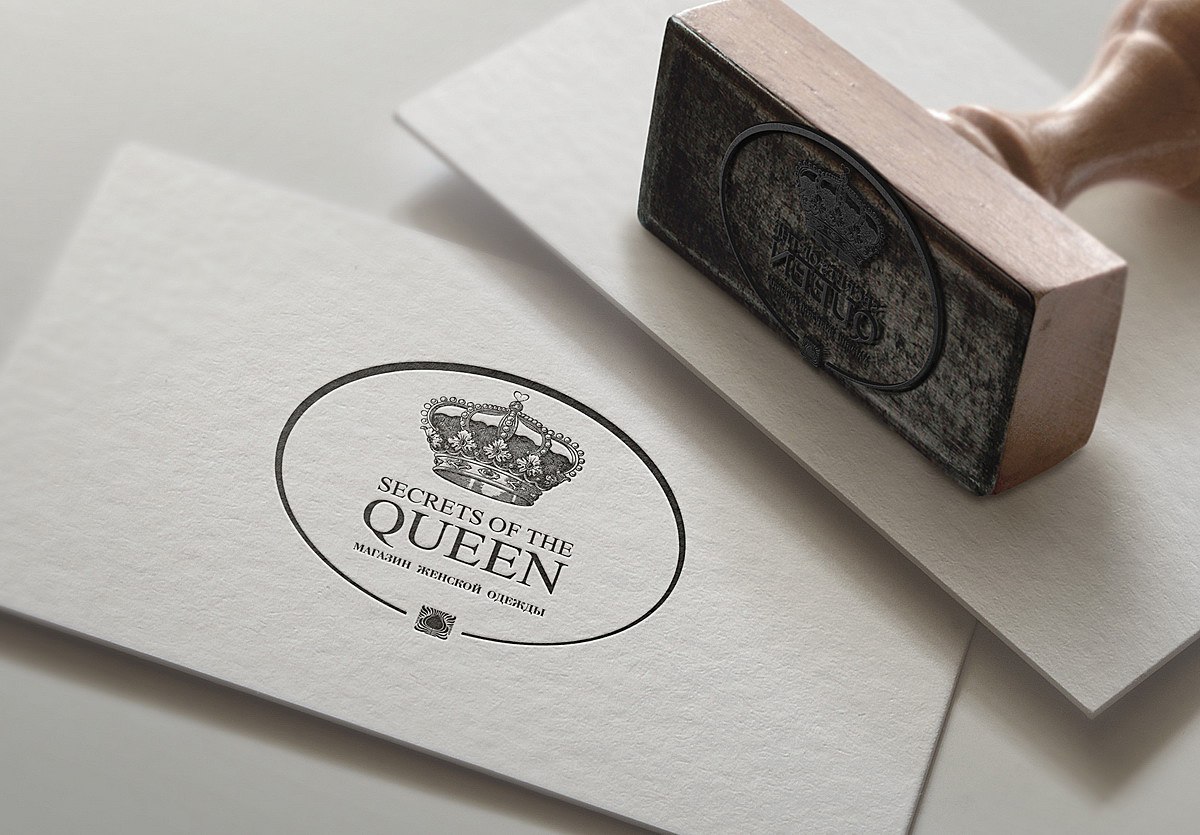 SECRETS OF THE
QUEEN
МАГАЗИН ЖЕНСКОЙ ОДЕЖДЫ